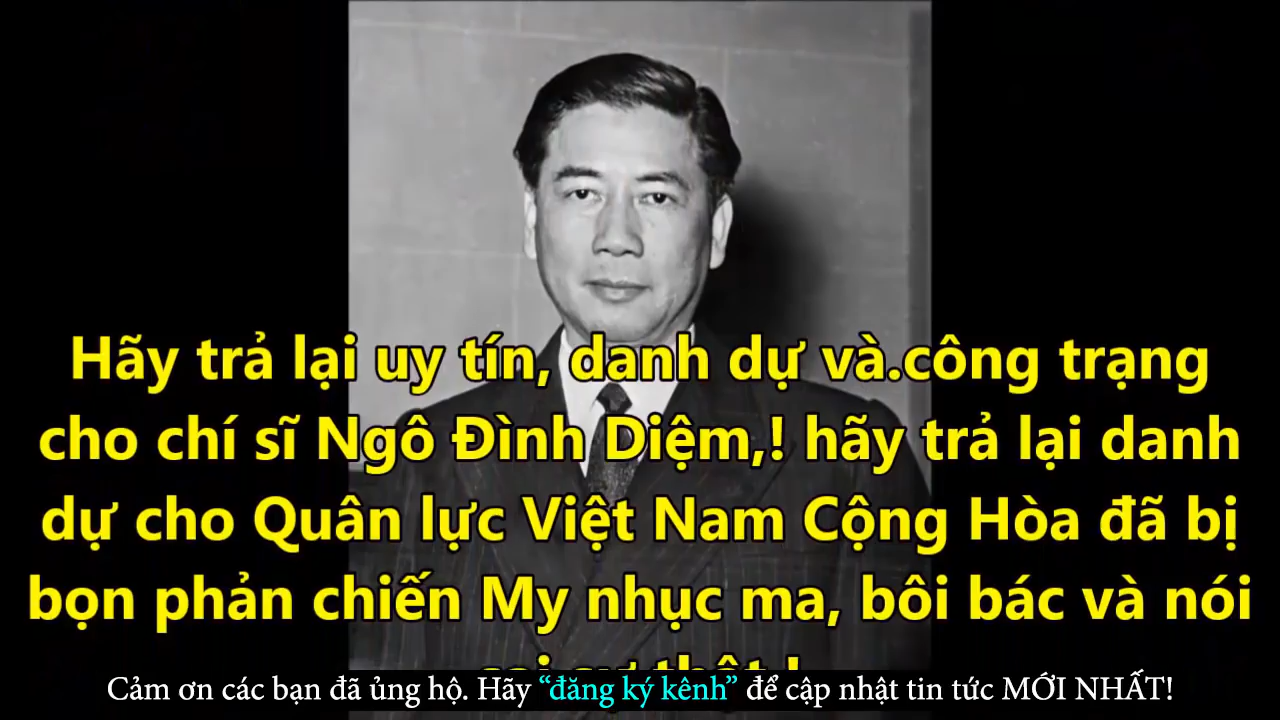 Hãy trả lại uy tín, danh dự và.công trạng
cho chí sĩ Ngô Đình Diệm,! hãy trả lại danh
dự cho Quân lực Việt Nam Cộng Hòa đã bị
bọn phản chiến My nhục ma, bôi bác và nói
Cảm ơn các bạn đã ủng hộ. Hãy “đăng ký kênh” để cập nhật tin tức MỚI NHẤT!